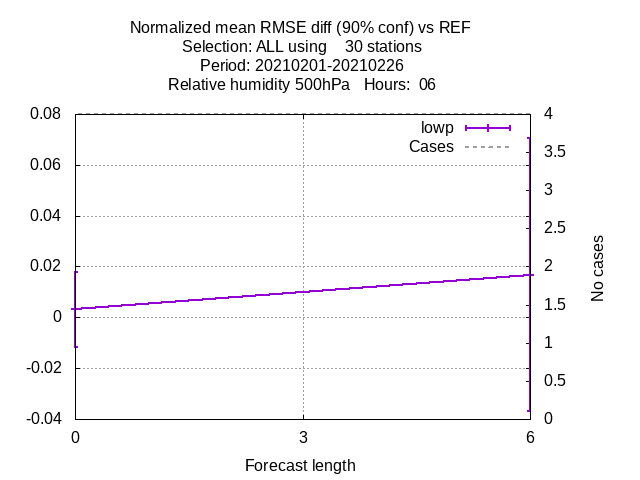 Normalized mean RMSE diff (90% conf) vs REF
Selection: ALL using    30 stations
Period: 20210201-20210226
Relative humidity 500hPa   Hours:  06
lowp
Cases
0.08
0.06
0.04
0.02
0
-0.02
-0.04
4
3.5
3
2.5
2
1.5
1
0.5
0
No cases
0
3
6
Forecast length